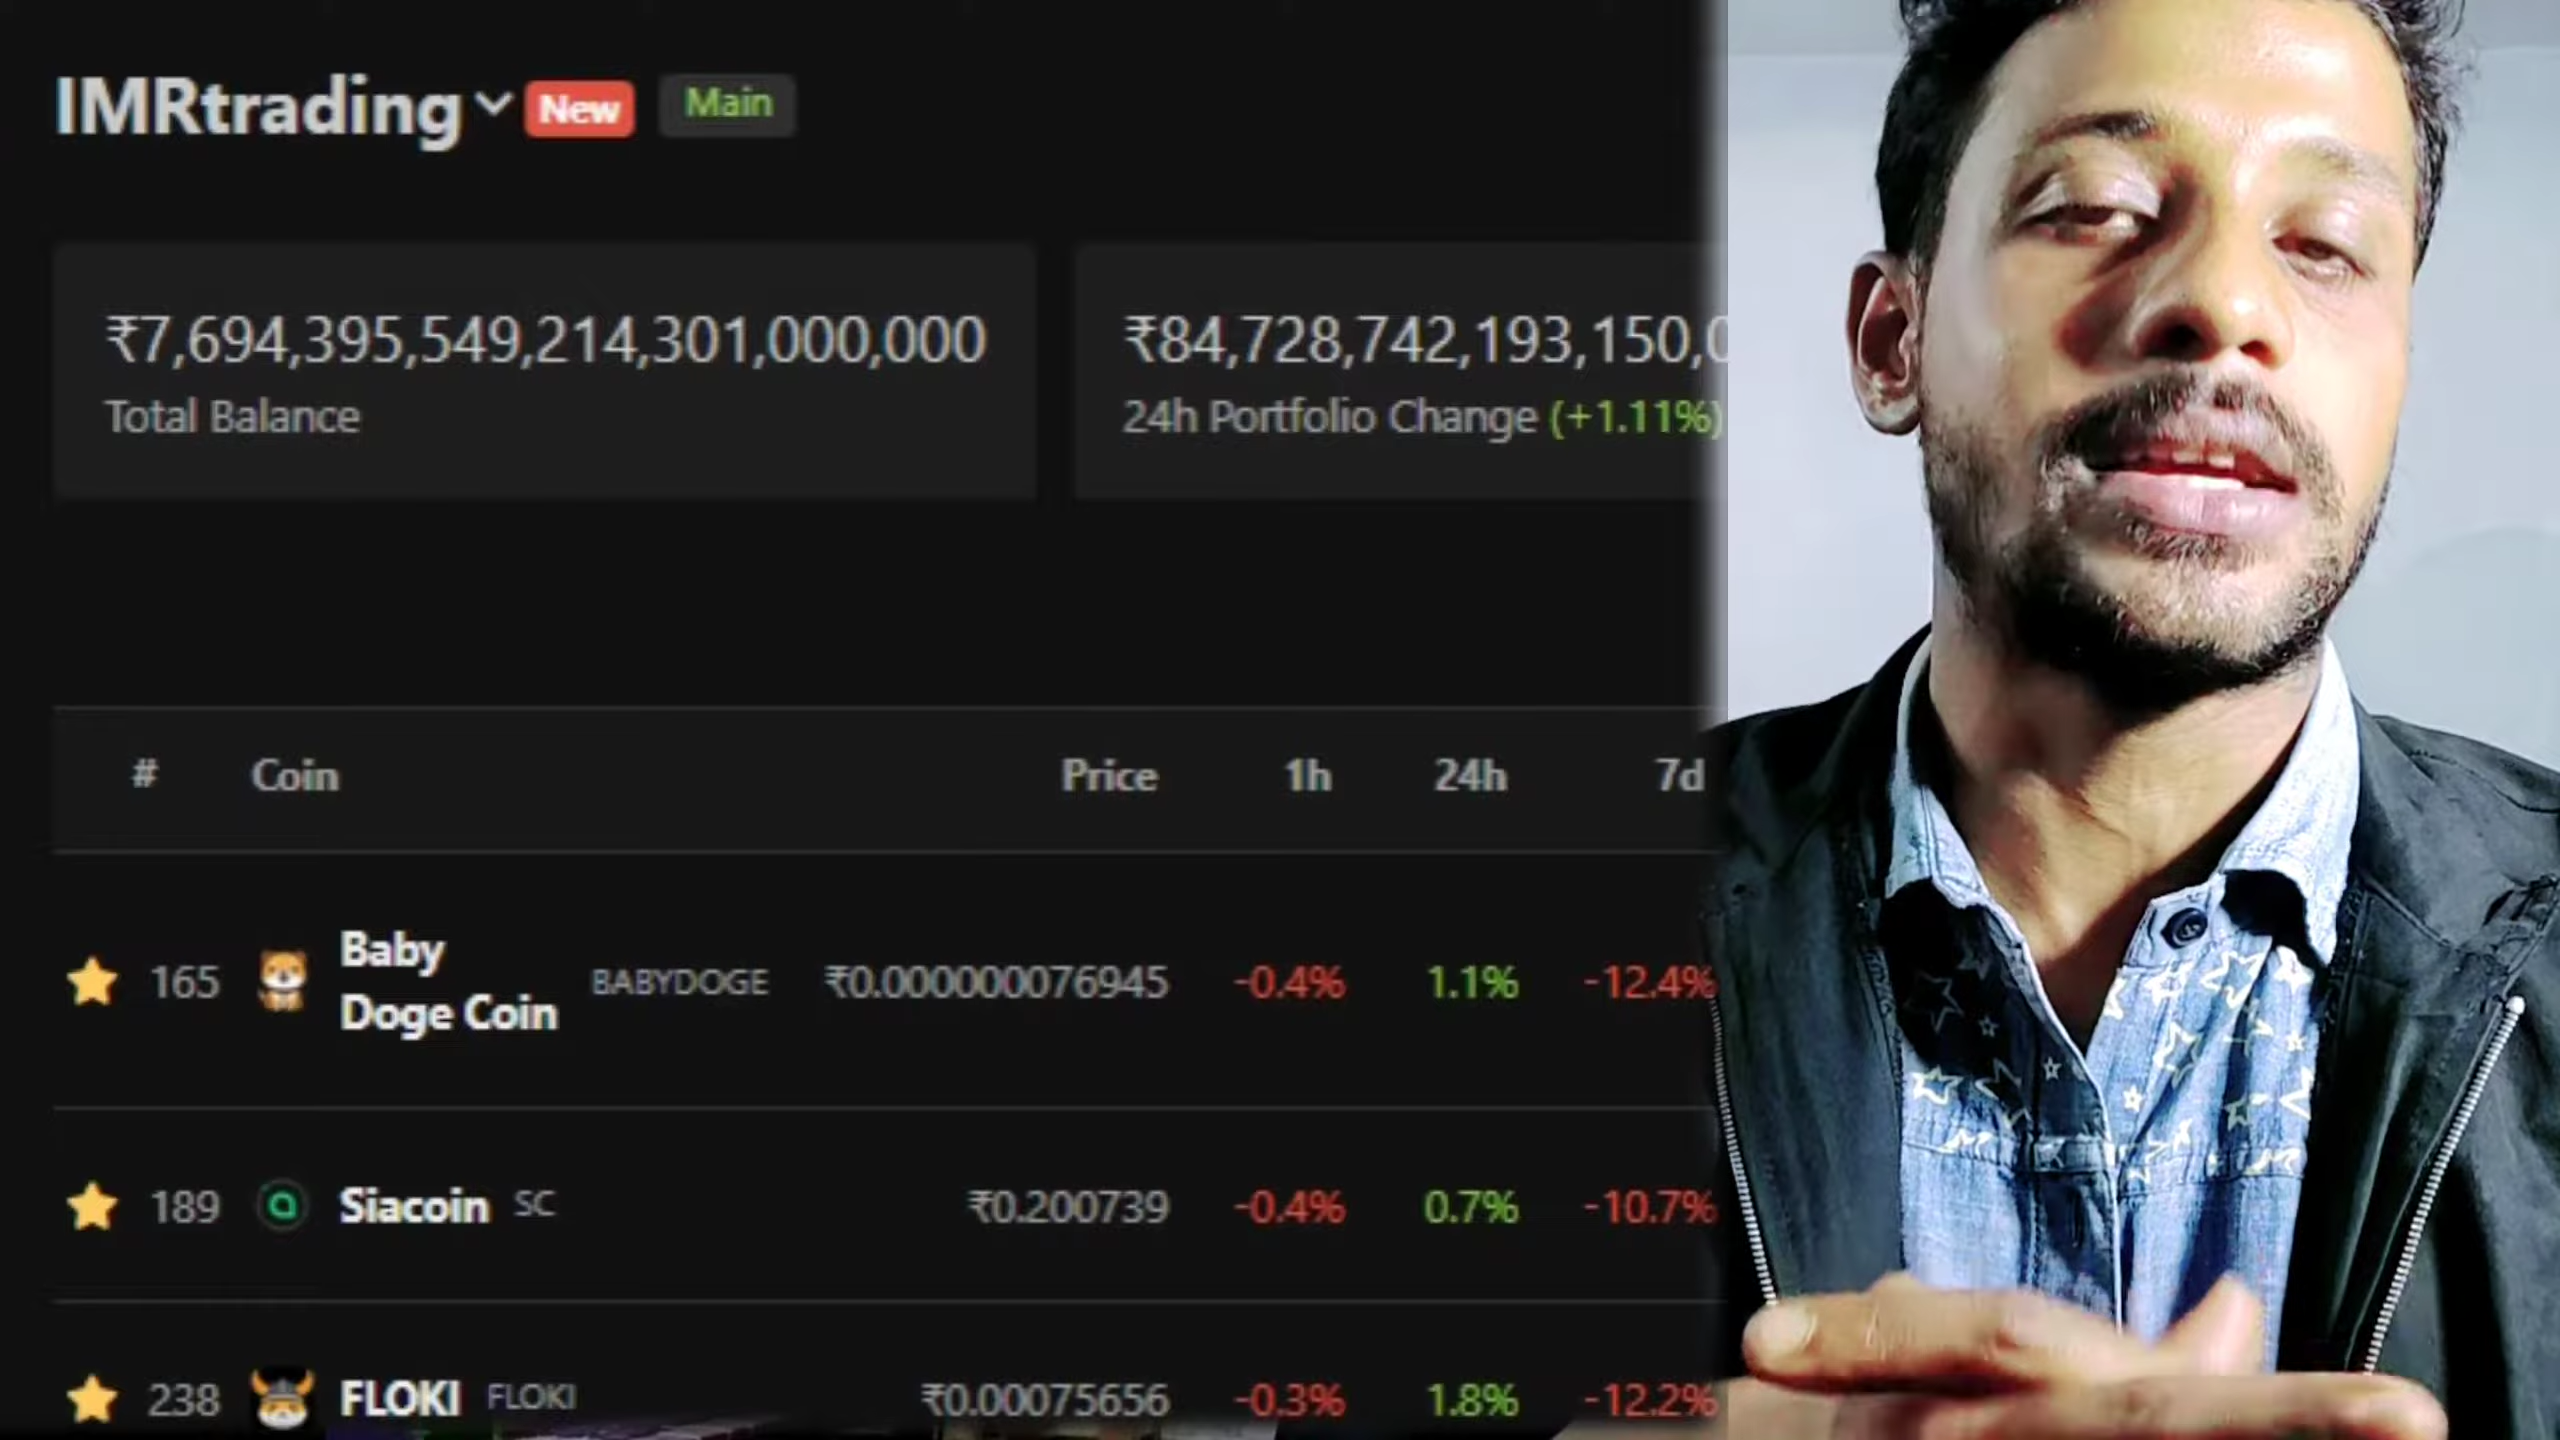 IMRtrading New Main
₹7,694,395,549,214,301,000,000 ₹84,728,742,193,150,
Total Balance 24h Portfolio Change (+1.11%)
# Coin Price 1h 24h 7d
165 Baby Doge Coin BABYDOGE ₹0.000000076945 -0.4% 1.1% -12.4%
189 Siacoin SC ₹0.200739 -0.4% 0.7% -10.7%
238 FLOKI FLOKI ₹0.00075656 -0.3% 1.8% -12.2%